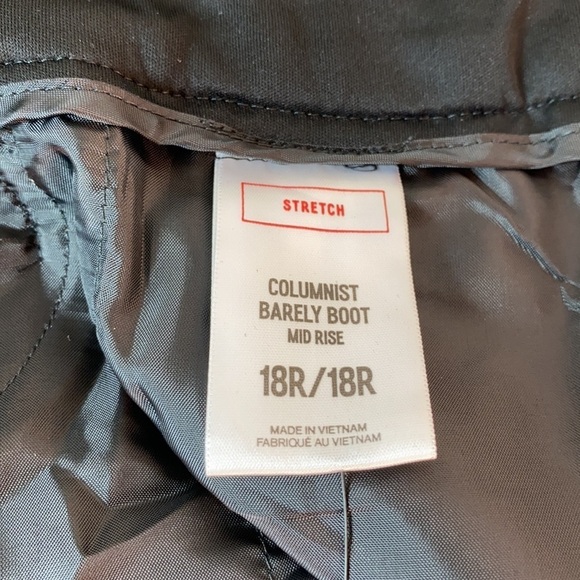 STRETCH
COLUMNIST
BARELY BOOT
MID RISE
18R/18R
MADE IN VIETNAM
FABRIQUÉ AU VIETNAM